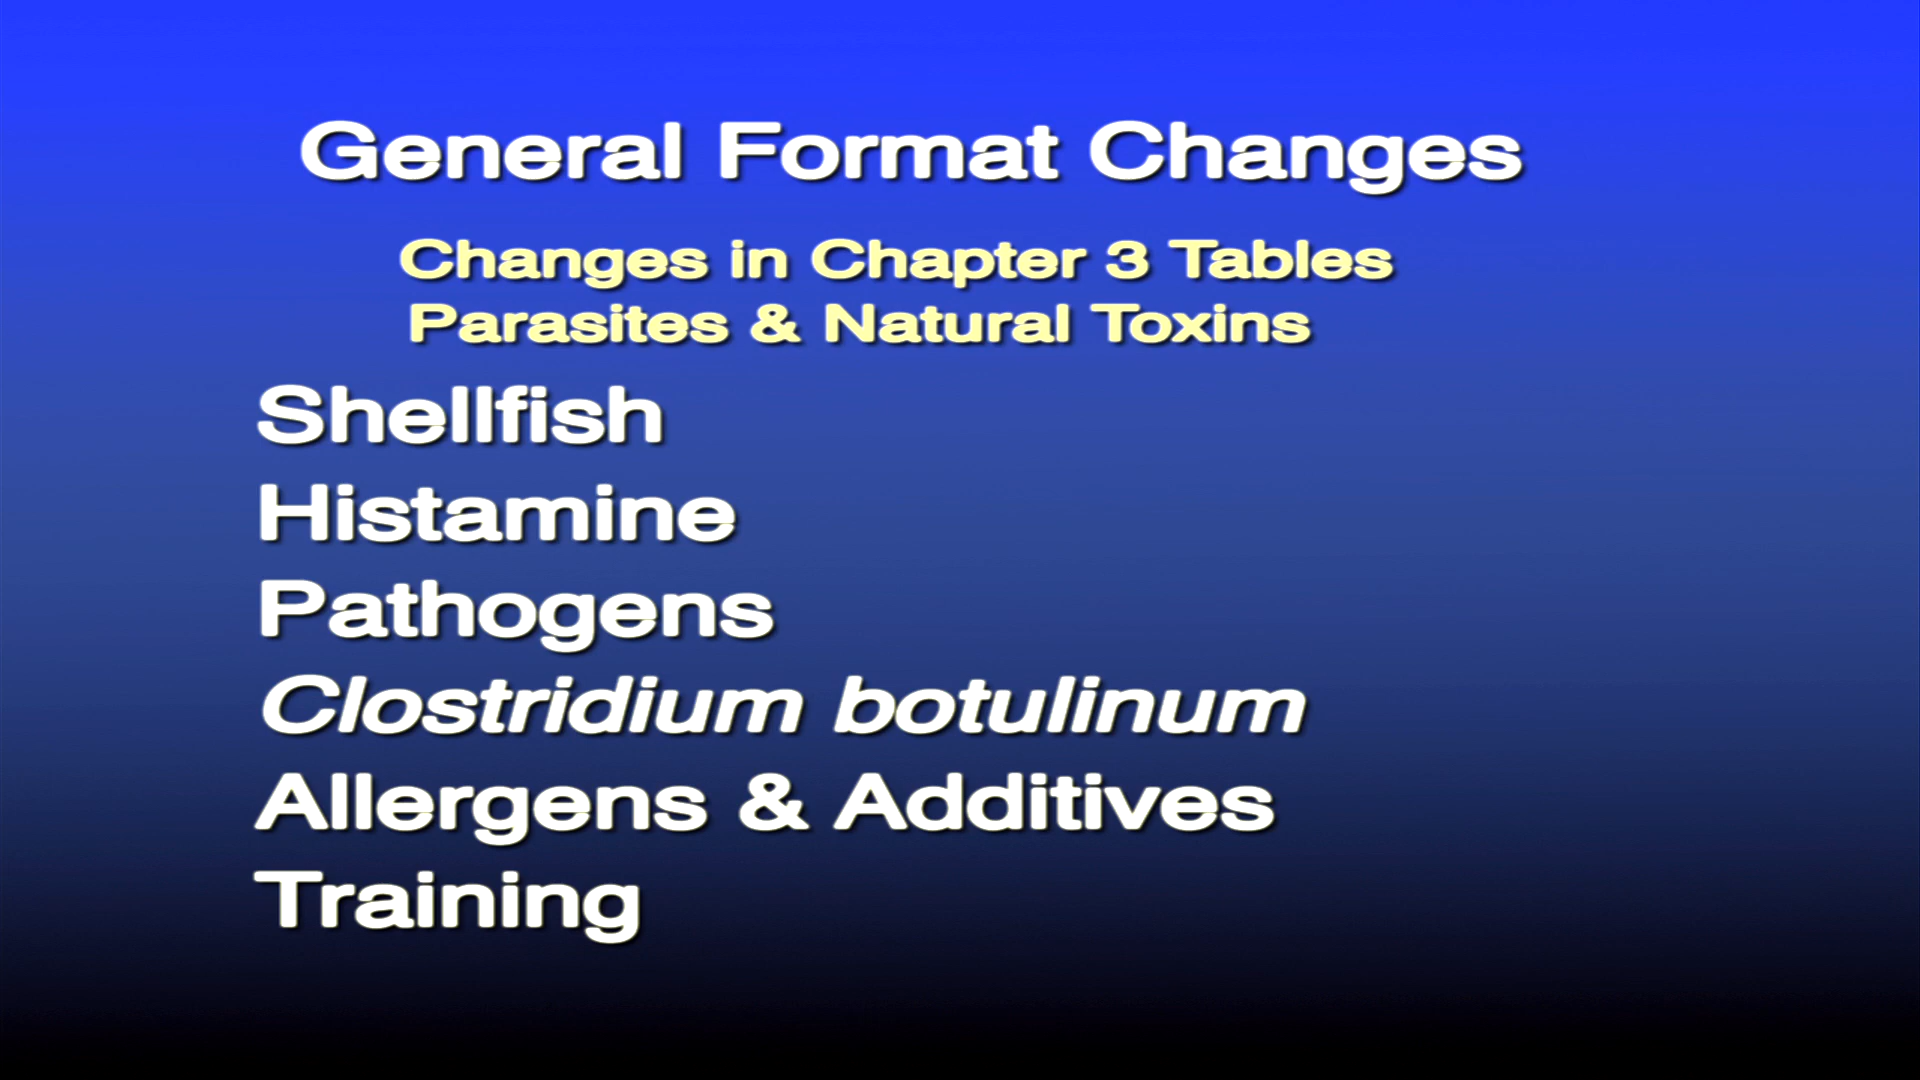 General Format Changes
Changes in Chapter 3 Tables
Parasites & Natural Toxins
Shellfish
Histamine
Pathogens
Clostridium botulinum
Allergens & Additives
Training